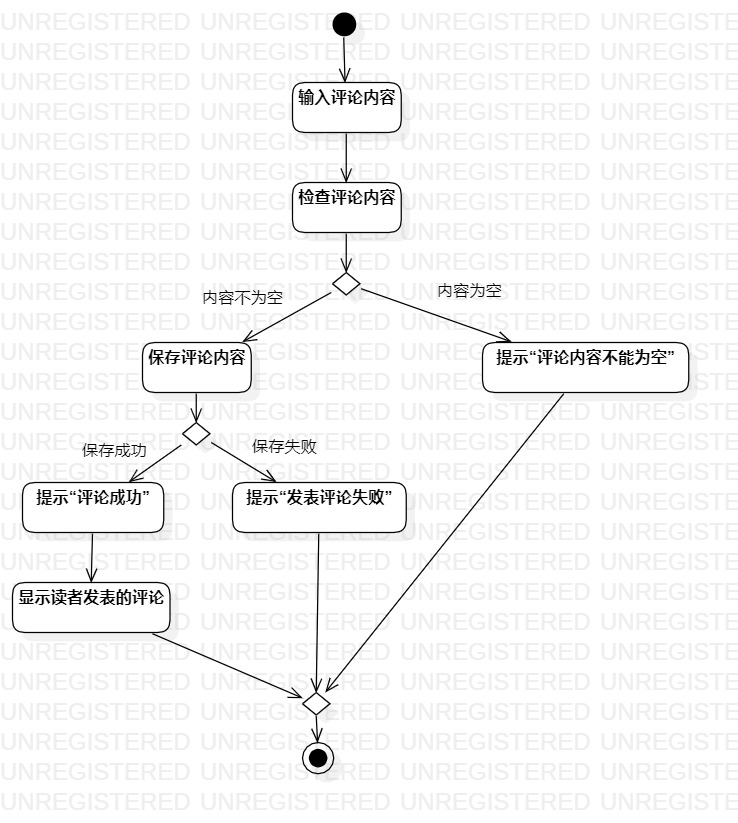 输入评论内容
检查评论内容
内容不为空
内容为空
保存评论内容
提示“评论内容不能为空”
保存成功
保存失败
提示“评论成功”
提示“发表评论失败”
显示读者发表的评论
UNREGISTERED